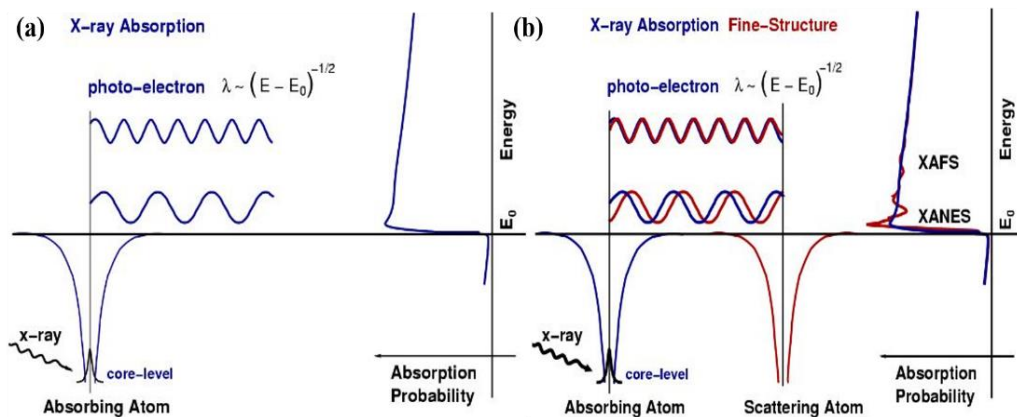 (a)
X-ray Absorption
photo-electron λ ~ (E - E₀)^(-1/2)
Energy
E₀
x-ray
core-level
Absorbing Atom
Absorption
Probability
(b)
X-ray Absorption Fine-Structure
photo-electron λ ~ (E - E₀)^(-1/2)
Energy
XAFS
XANES
E₀
x-ray
core-level
Absorbing Atom
Scattering Atom
Absorption
Probability